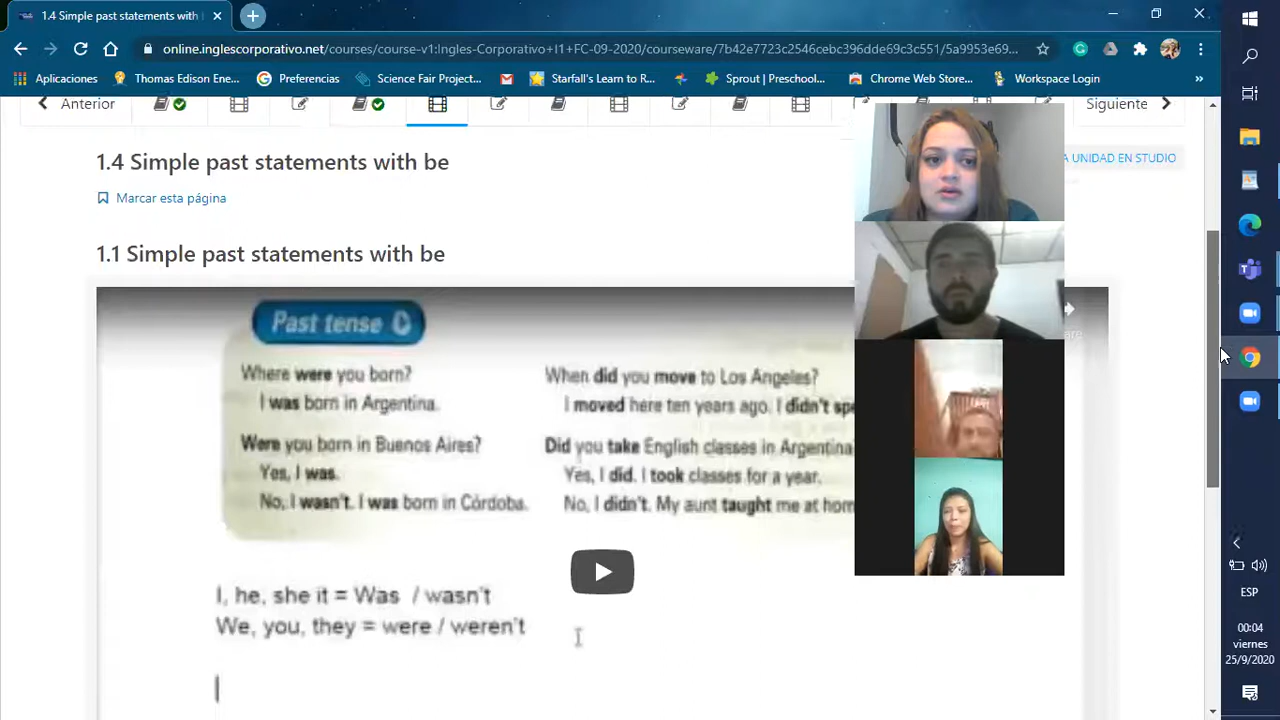 1.4 Simple past statements with
online.inglescorporativo.net/courses/course-v1:Ingles-Corporativo+I1+FC-09-2020/courseware/7b42e7723c2546cebc396dde69c3c551/5a9953e69...
Aplicaciones Thomas Edison Ene... Preferencias Science Fair Project... Starfall's Learn to R... Sprout | Preschool... Chrome Web Store... Workspace Login »
Anterior Siguiente
1.4 Simple past statements with be
A UNIDAD EN STUDIO
Marcar esta página
1.1 Simple past statements with be
Past tense
Where were you born?
I was born in Argentina.
Were you born in Buenos Aires?
Yes, I was.
No, I wasn't. I was born in Córdoba.
When did you move to Los Angeles?
I moved here ten years ago. I didn't spe
Did you take English classes in Argentina
Yes, I did. I took classes for a year.
No, I didn't. My aunt taught me at hom
I, he, she it = Was / wasn't
We, you, they = were / weren't
ESP
00:04
viernes
25/9/2020